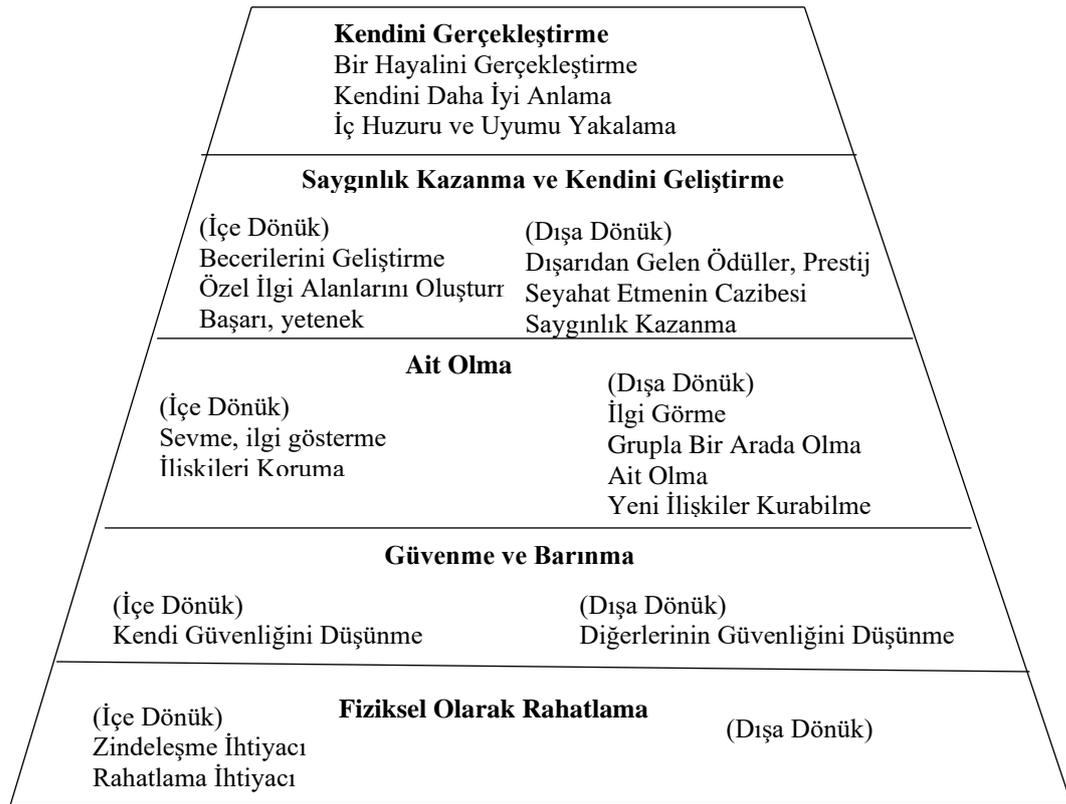 Kendini Gerçekleştirme
Bir Hayalini Gerçekleştirme
Kendini Daha İyi Anlama
İç Huzuru ve Uyumu Yakalama
Saygınlık Kazanma ve Kendini Geliştirme
(İçe Dönük)
Becerilerini Geliştirme
Özel İlgi Alanlarını
Başarı, yetenek
(Dışa Dönük)
Dışarıdan Gelen Ödüller, Prestij
Seyahat Etmenin Cazibesi
Saygınlık Kazanma
Ait Olma
(İçe Dönük)
Sevme, ilgi gösterme
İlişkileri Koruma
(Dışa Dönük)
İlgi Görme
Grupla Bir Arada Olma
Ait Olma
Yeni İlişkiler Kurabilme
Güvenme ve Barınma
(İçe Dönük)
Kendi Güvenliğini Düşünme
(Dışa Dönük)
Diğerlerinin Güvenliğini Düşünme
Fiziksel Olarak Rahatlama
(İçe Dönük)
Zindeleşme İhtiyacı
Rahatlama İhtiyacı
(Dışa Dönük)